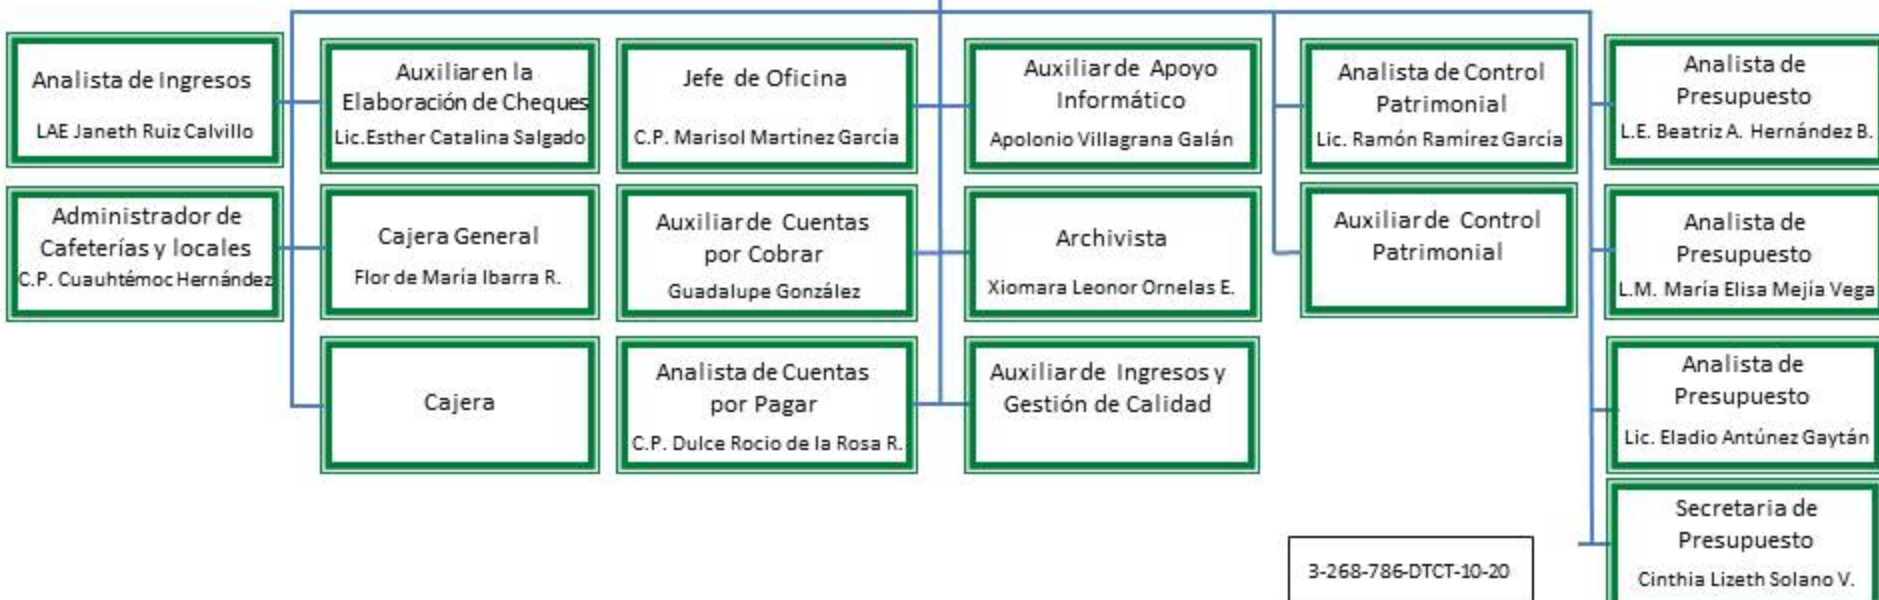 Analista de Ingresos
LAE Janeth Ruiz Calvillo
Auxiliar en la
Elaboración de Cheques
Lic.Esther Catalina Salgado
Jefe de Oficina
C.P. Marisol Martínez García
Auxiliar de Apoyo
Informático
Apolonio Villagrana Galán
Analista de Control
Patrimonial
Lic. Ramón Ramírez García
Analista de
Presupuesto
L.E. Beatriz A. Hernández B.
Administrador de
Cafeterías y locales
C.P. Cuauhtémoc Hernández
Cajera General
Flor de María Ibarra R.
Auxiliar de Cuentas
por Cobrar
Guadalupe González
Archivista
Xiomara Leonor Ornelas E.
Auxiliar de Control
Patrimonial
Analista de
Presupuesto
L.M. María Elisa Mejía Vega
Cajera
Analista de Cuentas
por Pagar
C.P. Dulce Rocio de la Rosa R.
Auxiliar de Ingresos y
Gestión de Calidad
Analista de
Presupuesto
Lic. Eladio Antúnez Gaytán
Secretaria de
Presupuesto
Cinthia Lizeth Solano V.
3-268-786-DTCT-10-20